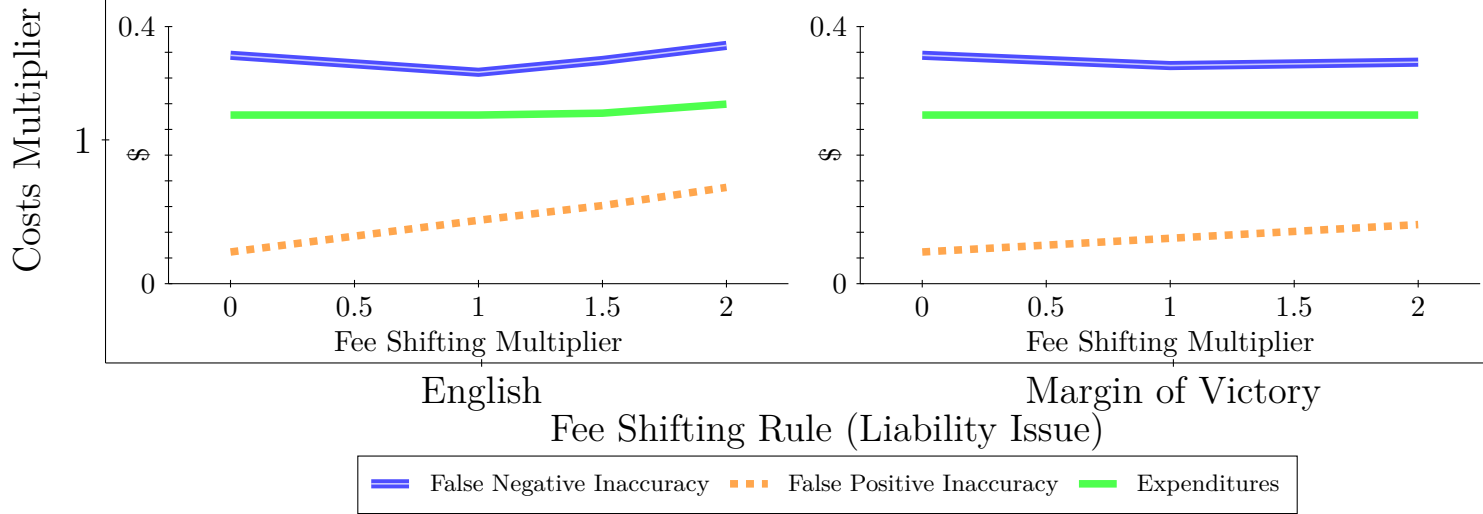 Costs Multiplier
1
0.4
$
0
0 0.5 1 1.5 2
Fee Shifting Multiplier
0.4
$
0
0 0.5 1 1.5 2
Fee Shifting Multiplier
English
Margin of Victory
Fee Shifting Rule (Liability Issue)
False Negative Inaccuracy False Positive Inaccuracy Expenditures